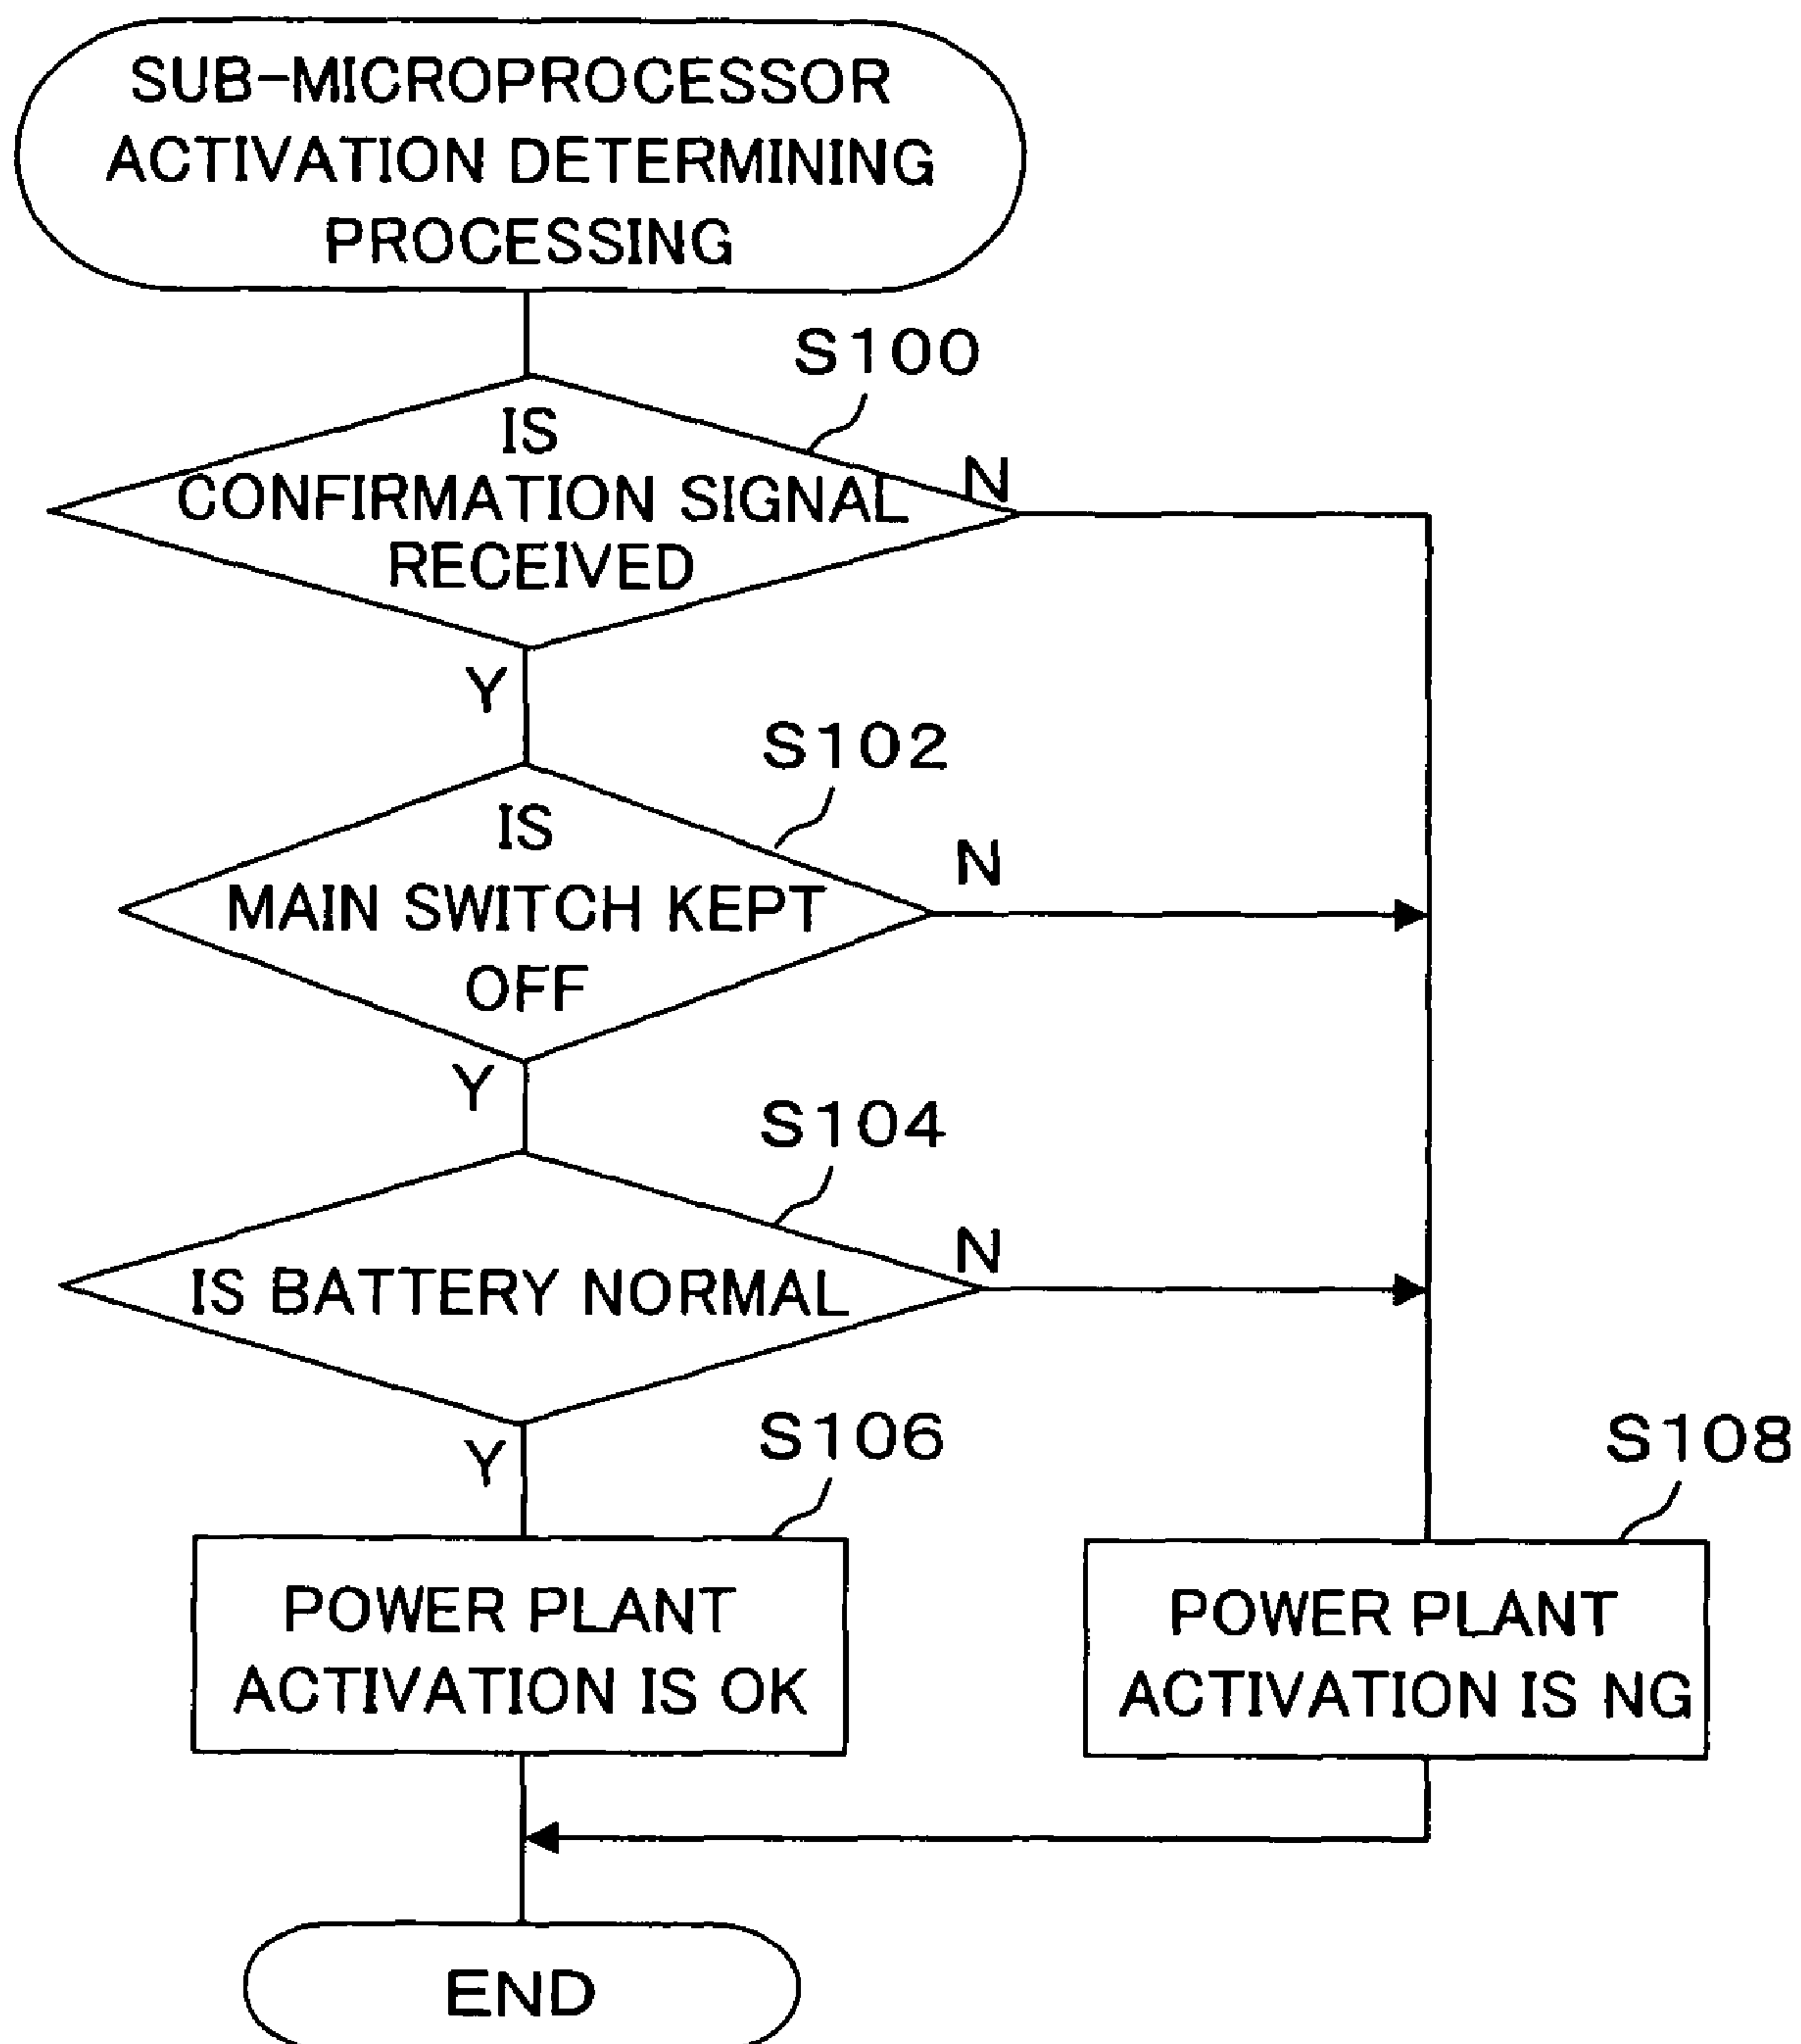 SUB-MICROPROCESSOR
ACTIVATION DETERMINING
PROCESSING
S100
IS
CONFIRMATION SIGNAL
RECEIVED
N
Y
S102
IS
MAIN SWITCH KEPT
OFF
N
Y
S104
IS BATTERY NORMAL
N
Y
S106
POWER PLANT
ACTIVATION IS OK
S108
POWER PLANT
ACTIVATION IS NG
END